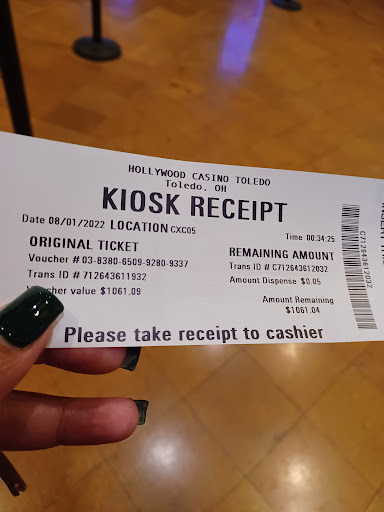 HOLLYWOOD CASINO TOLEDO
Toledo, OH
KIOSK RECEIPT
Date 08/01/2022 LOCATION CXC05 Time 00:34:25
ORIGINAL TICKET
Voucher # 03-8380-6509-9280-9337
Trans ID # 712643611932
cher value $1061.09
REMAINING AMOUNT
Trans ID # C712643612032
Amount Dispense $0.05
Amount Remaining
$1061.04
Please take receipt to cashier
C712643612032